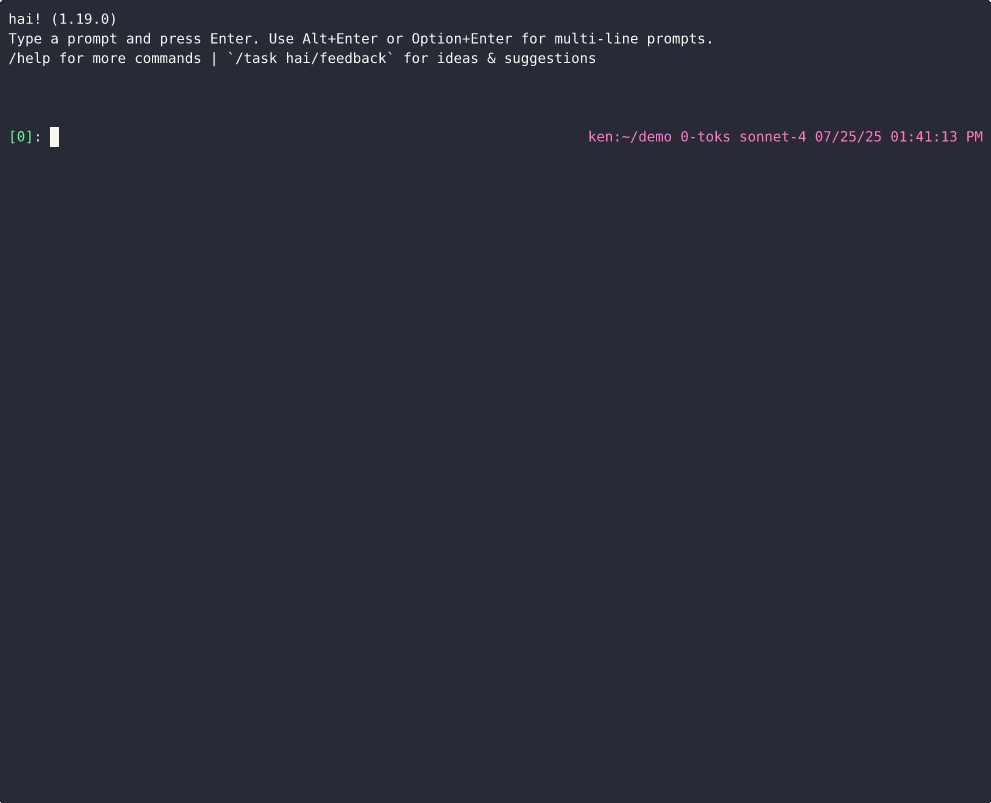 hai! (1.19.0)
Type a prompt and press Enter. Use Alt+Enter or Option+Enter for multi-line prompts.
/help for more commands | `/task hai/feedback` for ideas & suggestions
[0]: ken:~/demo 0-toks sonnet-4 07/25/25 01:41:13 PM